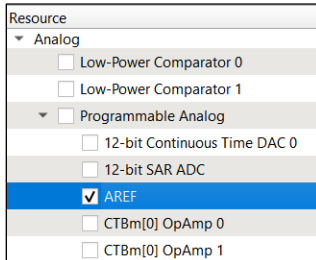 Resource
Analog
Low-Power Comparator 0
Low-Power Comparator 1
Programmable Analog
12-bit Continuous Time DAC 0
12-bit SAR ADC
AREF
CTBm[0] OpAmp 0
CTBm[0] OpAmp 1